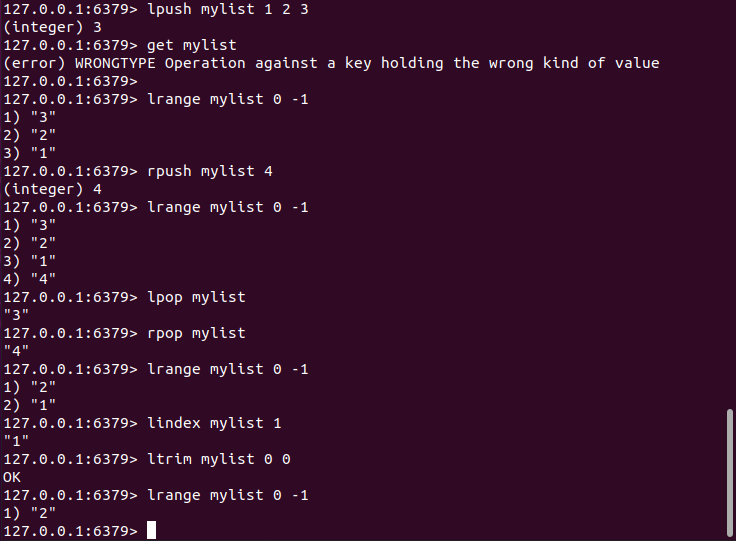 127.0.0.1:6379> lpush mylist 1 2 3
(integer) 3
127.0.0.1:6379> get mylist
(error) WRONGTYPE Operation against a key holding the wrong kind of value
127.0.0.1:6379>
127.0.0.1:6379> lrange mylist 0 -1
1) "3"
2) "2"
3) "1"
127.0.0.1:6379> rpush mylist 4
(integer) 4
127.0.0.1:6379> lrange mylist 0 -1
1) "3"
2) "2"
3) "1"
4) "4"
127.0.0.1:6379> lpop mylist
"3"
127.0.0.1:6379> rpop mylist
"4"
127.0.0.1:6379> lrange mylist 0 -1
1) "2"
2) "1"
127.0.0.1:6379> lindex mylist 1
"1"
127.0.0.1:6379> ltrim mylist 0 0
OK
127.0.0.1:6379> lrange mylist 0 -1
1) "2"
127.0.0.1:6379>